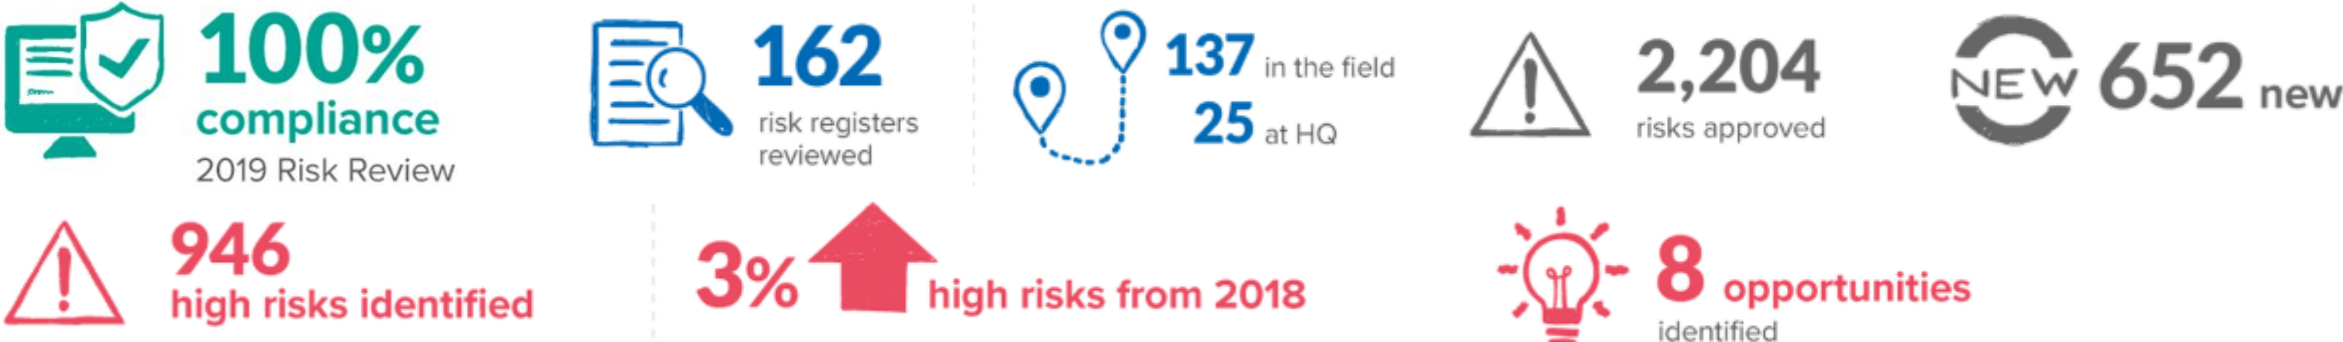 100%
compliance
2019 Risk Review
162
risk registers
reviewed
137 in the field
25 at HQ
2,204
risks approved
NEW 652 new
946
high risks identified
3% high risks from 2018
8 opportunities
identified